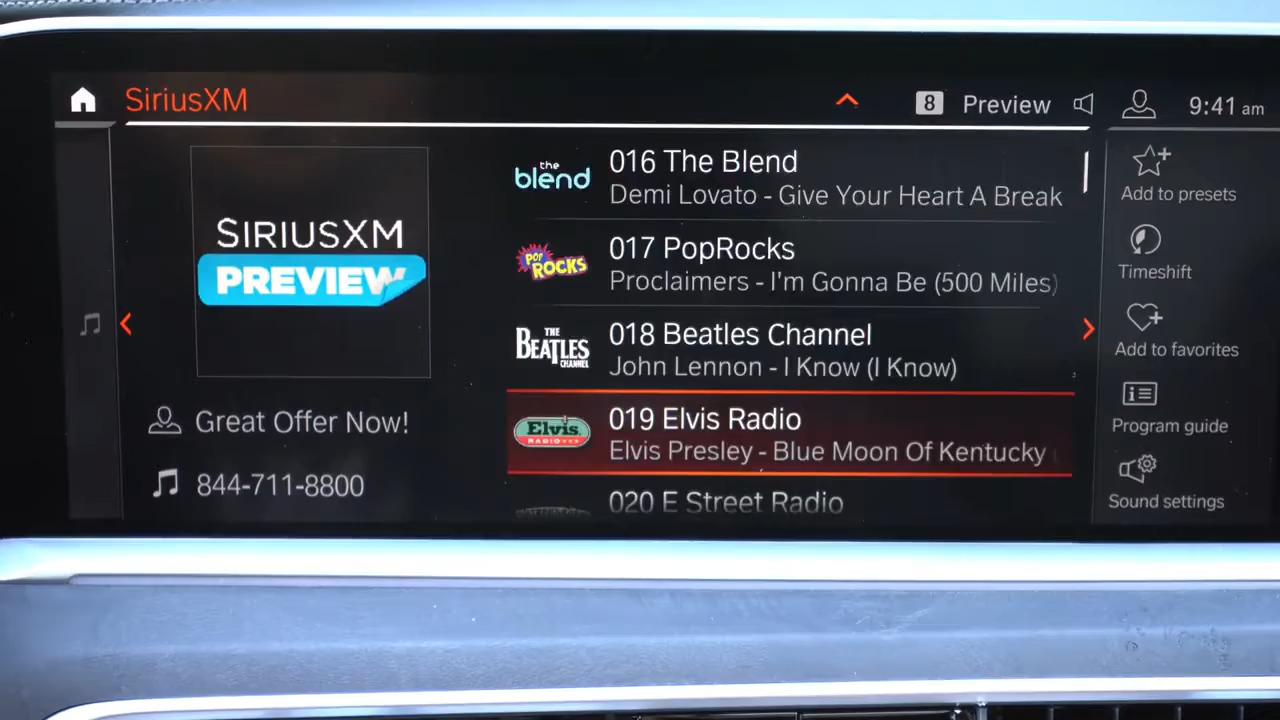 SiriusXM
8 Preview 9:41 am
SIRIUSXM
PREVIEW
Great Offer Now!
844-711-8800
the
blend
016 The Blend
Demi Lovato - Give Your Heart A Break
POP
ROCKS
017 PopRocks
Proclaimers - I'm Gonna Be (500 Miles)
THE
BEATLES
CHANNEL
018 Beatles Channel
John Lennon - I Know (I Know)
Elvis
RADIO
019 Elvis Radio
Elvis Presley - Blue Moon Of Kentucky
020 E Street Radio
Add to presets
Timeshift
Add to favorites
Program guide
Sound settings